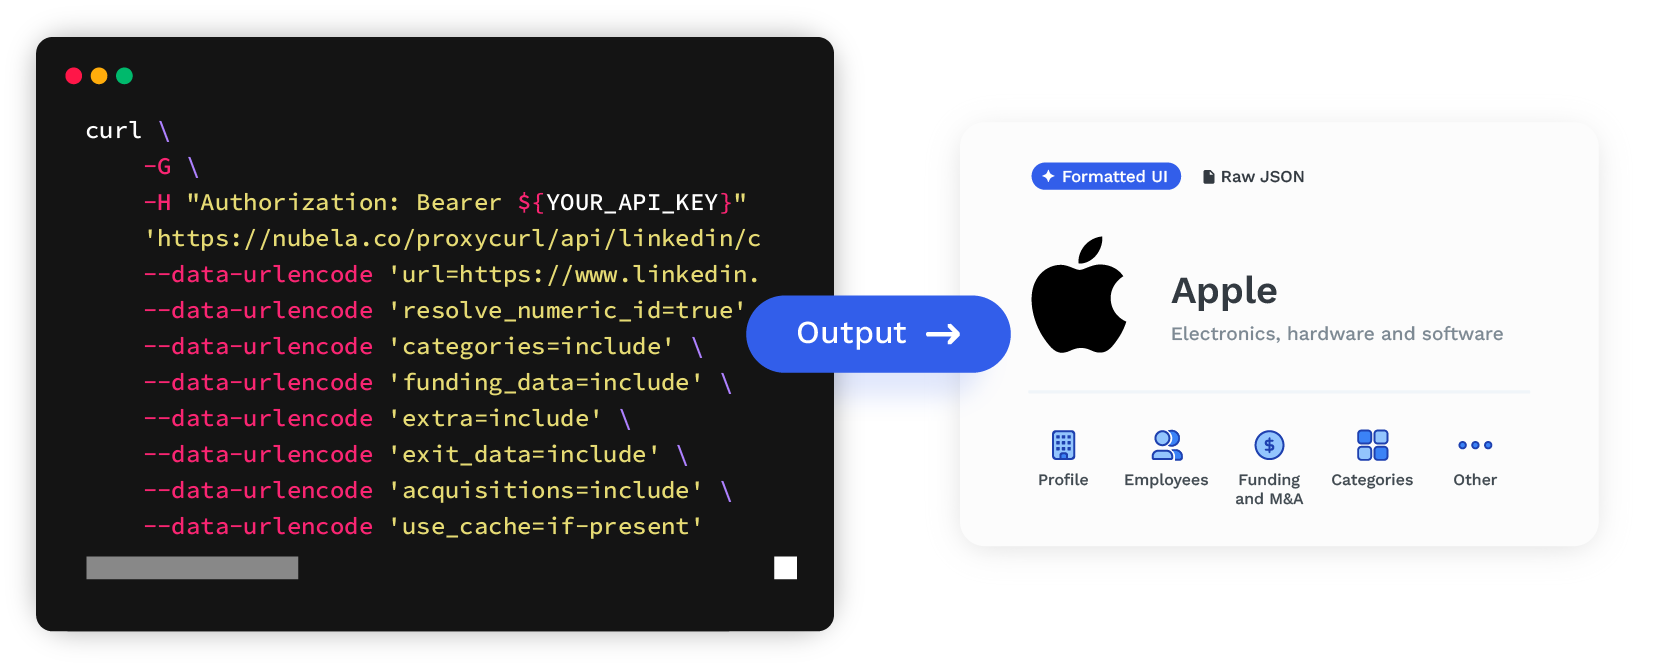 curl \
-G \
-H "Authorization: Bearer ${YOUR_API_KEY}"
'https://nubela.co/proxycurl/api/linkedin/c
--data-urlencode 'url=https://www.linkedin.
--data-urlencode 'resolve_numeric_id=true'
--data-urlencode 'categories=include' \
--data-urlencode 'funding_data=include' \
--data-urlencode 'extra=include' \
--data-urlencode 'exit_data=include' \
--data-urlencode 'acquisitions=include' \
--data-urlencode 'use_cache=if-present'
Output →
Formatted UI
Raw JSON
Apple
Electronics, hardware and software
Profile
Employees
Funding
and M&A
Categories
Other